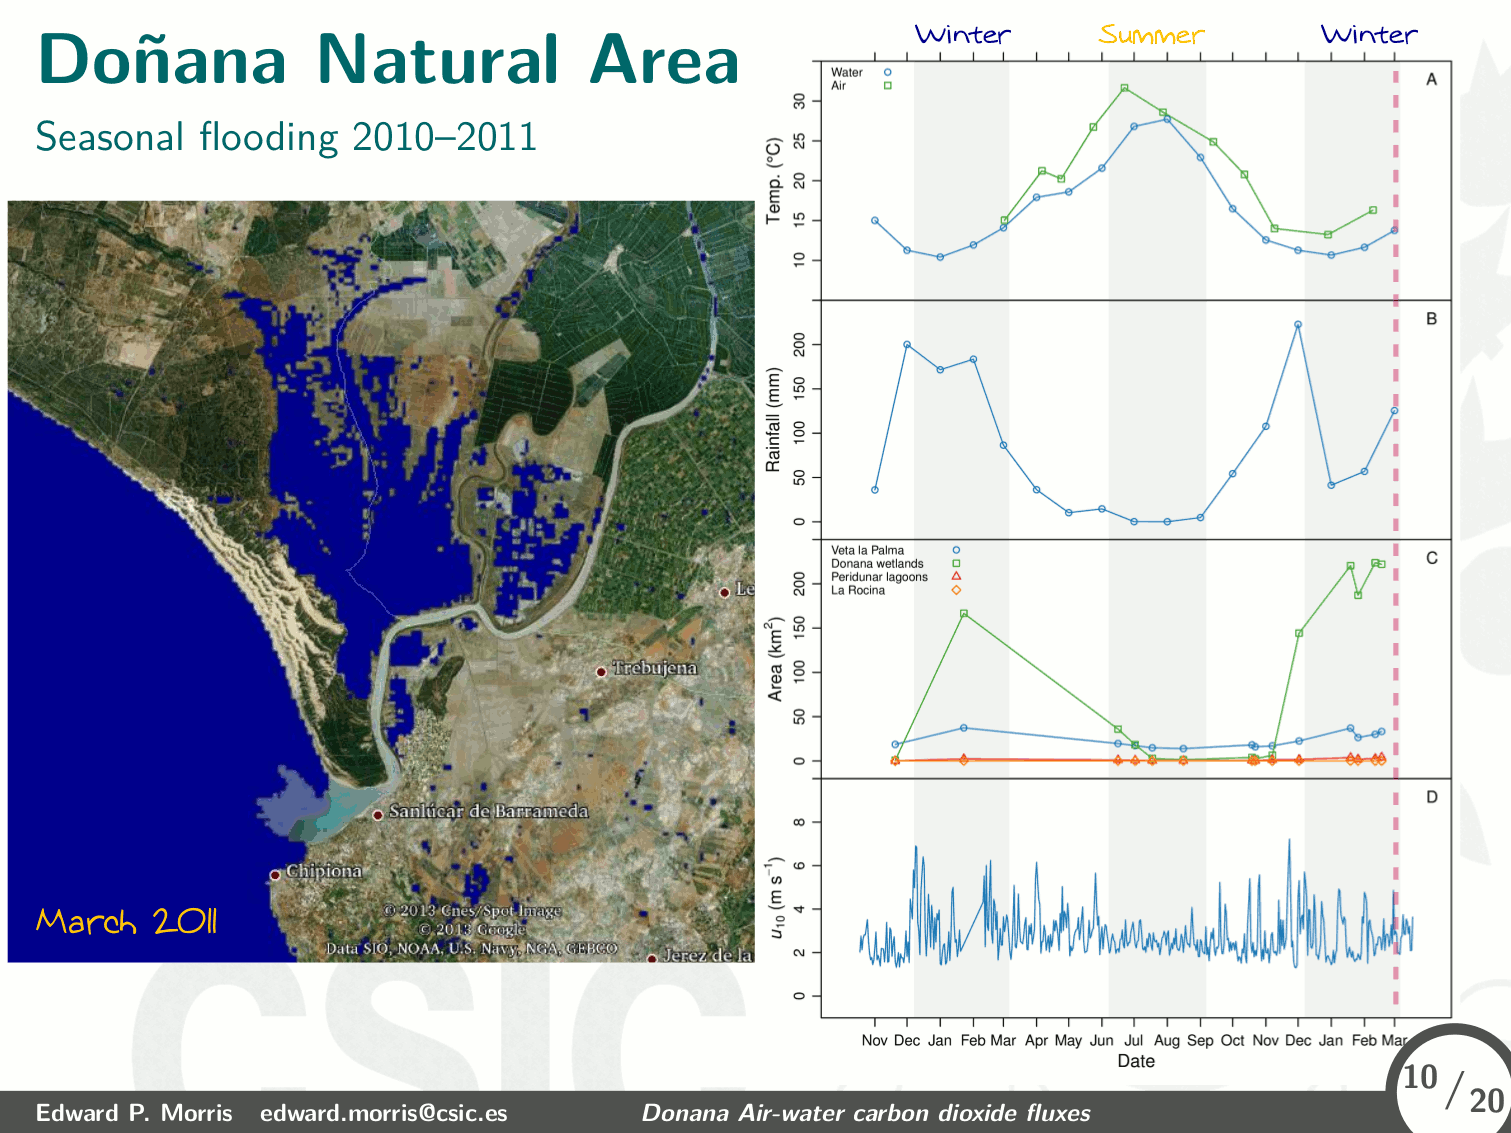 Doñana Natural Area
Seasonal flooding 2010–2011
Trebujena
Le
Sanlúcar de Barrameda
Chipiona
March 2011
© 2013 Cnes/Spot Image
© 2013 Google
Data SIO, NOAA, U.S. Navy, NGA, GEBCO
Jerez de la
Winter Summer Winter
Water
Air
A
Temp. (°C)
30
25
20
15
10
B
Rainfall (mm)
200
150
100
50
0
Veta la Palma
Donana wetlands
Peridunar lagoons
La Rocina
C
Area (km²)
200
150
100
50
0
D
u₁₀ (m s⁻¹)
8
6
4
2
0
Nov Dec Jan Feb Mar Apr May Jun Jul Aug Sep Oct Nov Dec Jan Feb Mar
Date
CSIC
Edward P. Morris edward.morris@csic.es Donana Air-water carbon dioxide fluxes
10 / 20